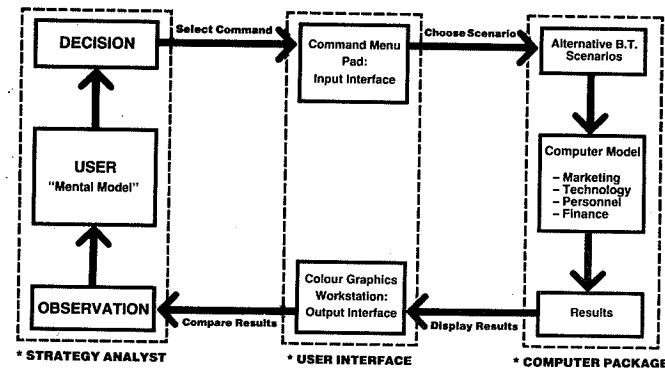 DECISION
Select Command
Command Menu
Pad:
Input Interface
Choose Scenario
Alternative B.T.
Scenarios
USER
"Mental Model"
Computer Model
– Marketing
– Technology
– Personnel
– Finance
OBSERVATION
Compare Results
Colour Graphics
Workstation:
Output Interface
Display Results
Results
* STRATEGY ANALYST
* USER INTERFACE
* COMPUTER PACKAGE